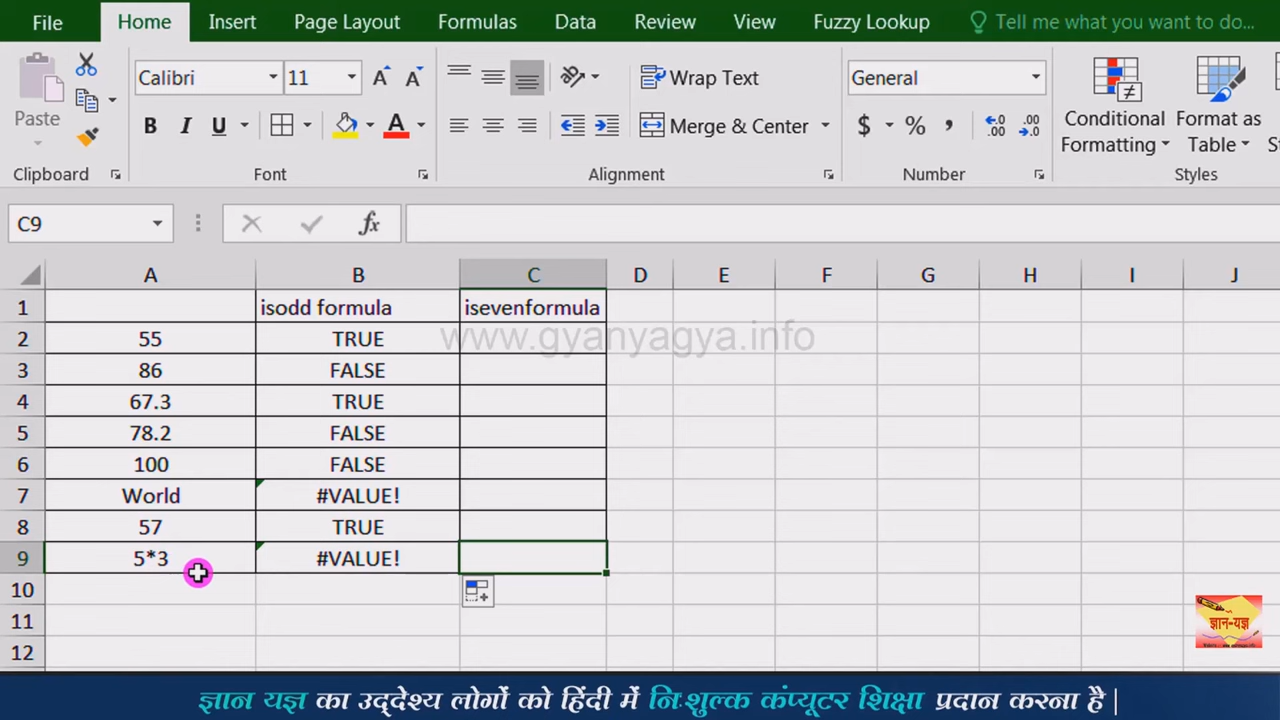 File Home Insert Page Layout Formulas Data Review View Fuzzy Lookup Tell me what you want to do...
Calibri 11 Wrap Text General
Paste Conditional Format as
B I U A Merge & Center $ % , Formatting Table
Clipboard Font Alignment Number Styles
C9 fx
A B C D E F G H I J
1 isodd formula isevenformula
www.gyanyagya.info
2 55 TRUE
3 86 FALSE
4 67.3 TRUE
5 78.2 FALSE
6 100 FALSE
7 World #VALUE!
8 57 TRUE
9 5*3 #VALUE!
10
11
ज्ञान-यज्ञ
12
ज्ञान यज्ञ का उद्देश्य लोगों को हिंदी में निःशुल्क कंप्यूटर शिक्षा प्रदान करना है |